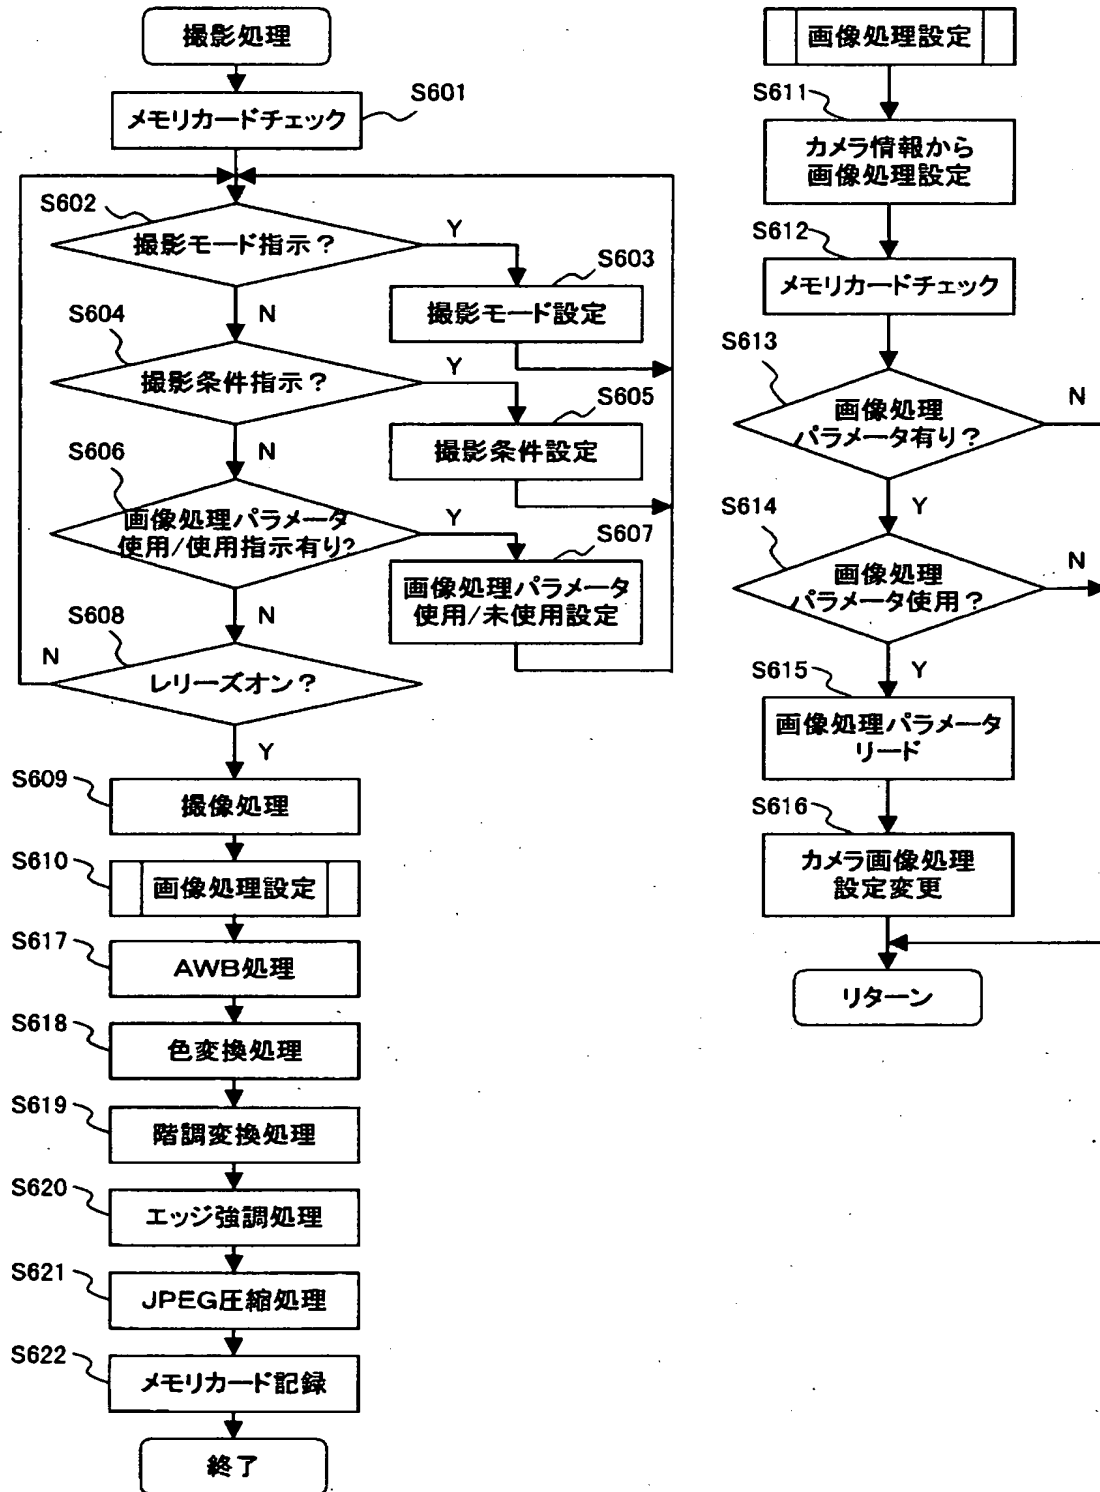 撮影処理
S601
メモリカードチェック
S602
撮影モード指示?
Y
S603
撮影モード設定
N
S604
撮影条件指示?
Y
S605
撮影条件設定
N
S606
画像処理パラメータ
使用/使用指示有り?
Y
S607
画像処理パラメータ
使用/未使用設定
N
S608
N
レリーズオン?
Y
S609
撮像処理
S610
画像処理設定
S617
AWB処理
S618
色変換処理
S619
階調変換処理
S620
エッジ強調処理
S621
JPEG圧縮処理
S622
メモリカード記録
終了
画像処理設定
S611
カメラ情報から
画像処理設定
S612
メモリカードチェック
S613
画像処理
パラメータ有り?
N
Y
S614
画像処理
パラメータ使用?
N
Y
S615
画像処理パラメータ
リード
S616
カメラ画像処理
設定変更
リターン